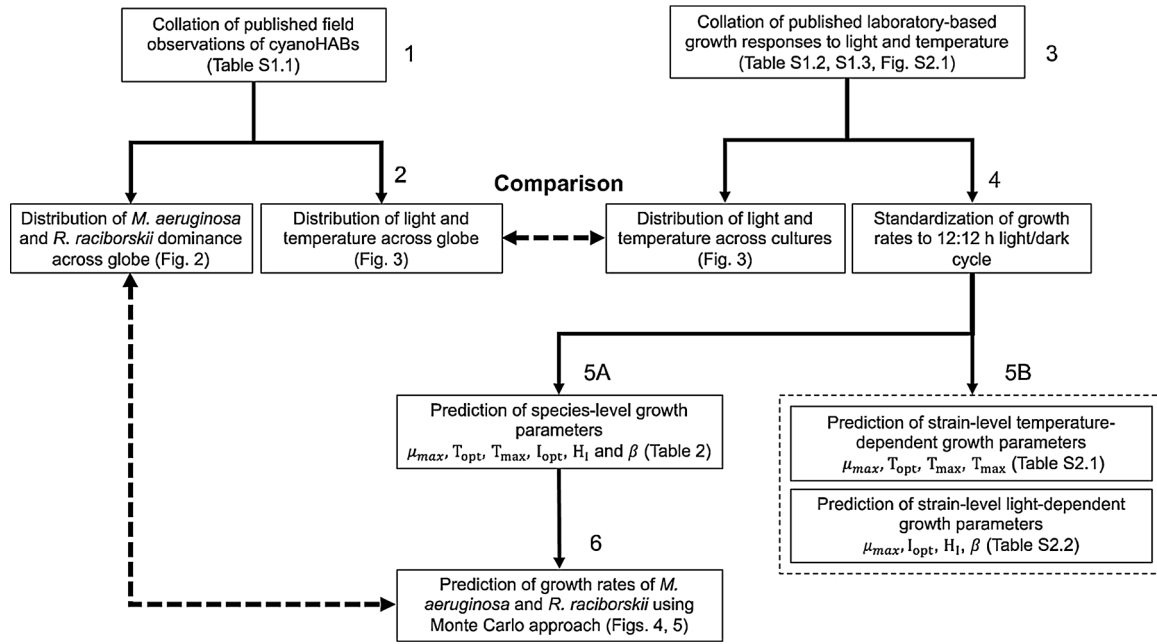 Collation of published field
observations of cyanoHABs
(Table S1.1)
1
Collation of published laboratory-based
growth responses to light and temperature
(Table S1.2, S1.3, Fig. S2.1)
3
2
Comparison
4
Distribution of M. aeruginosa
and R. raciborskii dominance
across globe (Fig. 2)
Distribution of light and
temperature across globe
(Fig. 3)
Distribution of light and
temperature across cultures
(Fig. 3)
Standardization of growth
rates to 12:12 h light/dark
cycle
5A
5B
Prediction of species-level growth
parameters
μmax, Topt, Tmax, Iopt, HI and β (Table 2)
Prediction of strain-level temperature-
dependent growth parameters
μmax, Topt, Tmax, Tmax (Table S2.1)
Prediction of strain-level light-dependent
growth parameters
μmax, Iopt, HI, β (Table S2.2)
6
Prediction of growth rates of M.
aeruginosa and R. raciborskii using
Monte Carlo approach (Figs. 4, 5)